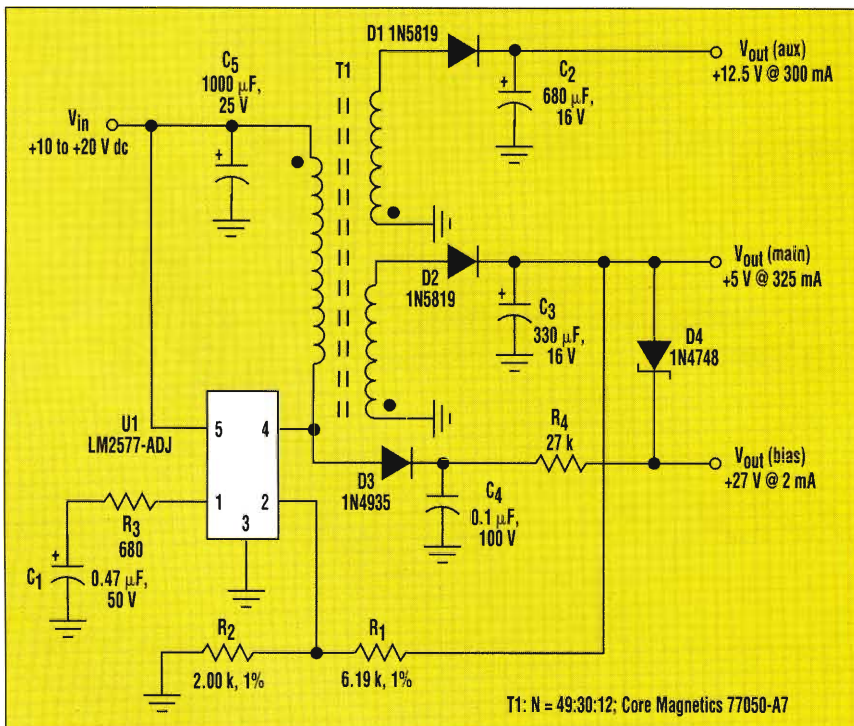 D1 1N5819
T1
C5
1000 µF,
25 V
Vin
+10 to +20 V dc
+
C2
680 µF,
16 V
+
Vout (aux)
+12.5 V @ 300 mA
D2
1N5819
C3
330 µF,
16 V
+
Vout (main)
+5 V @ 325 mA
D4
1N4748
U1
LM2577-ADJ
5
4
1
2
3
R4
27 k
D3
1N4935
C4
0.1 µF,
100 V
Vout (bias)
+27 V @ 2 mA
R3
680
C1
+
0.47 µF,
50 V
R2
2.00 k, 1%
R1
6.19 k, 1%
T1: N = 49:30:12; Core Magnetics 77050-A7